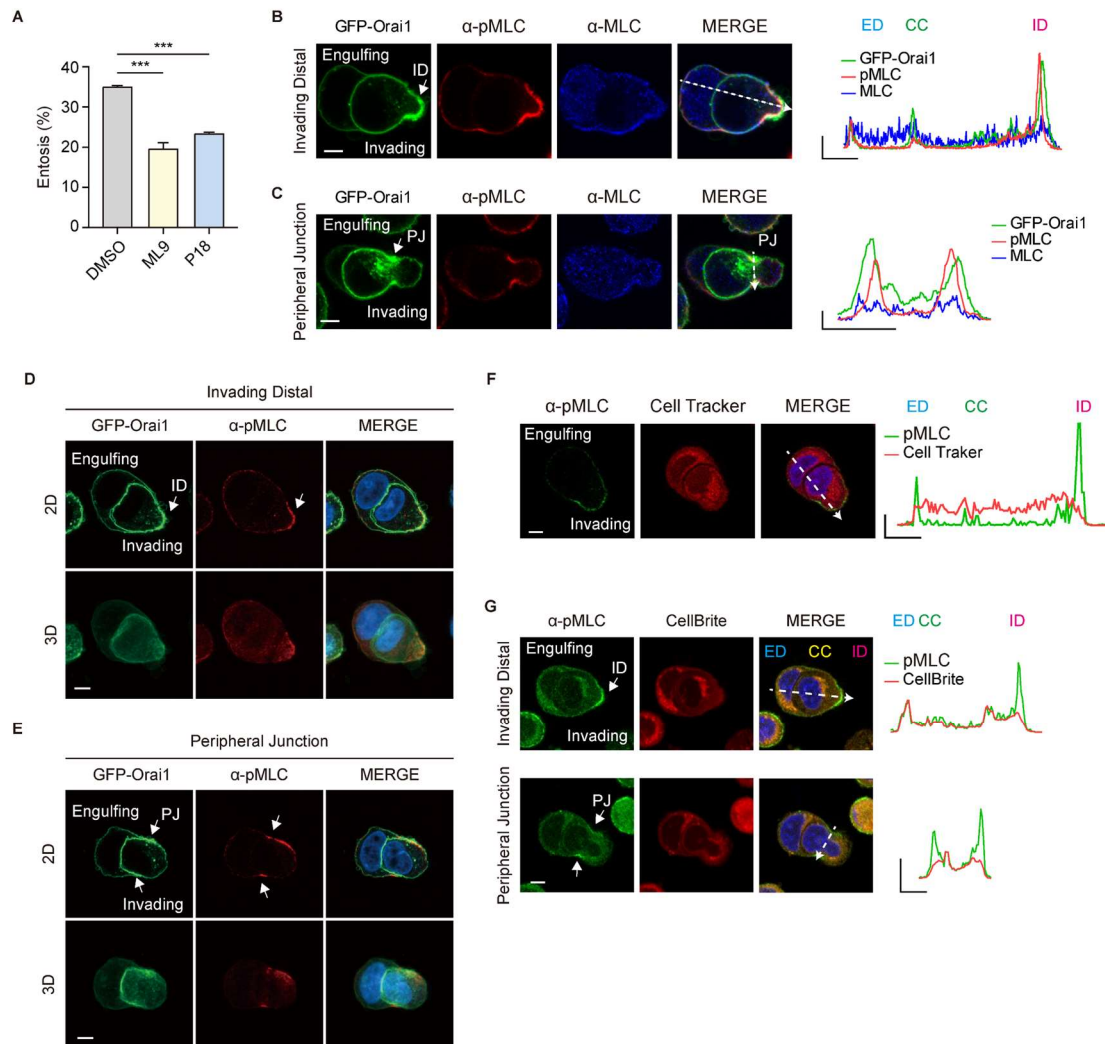 A
***
***
Entosis (%)
40
30
20
10
0
DMSO
ML9
P18
B
GFP-Orai1
α-pMLC
α-MLC
MERGE
Invading Distal
Engulfing
ID
Invading
ED
CC
ID
GFP-Orai1
pMLC
MLC
C
GFP-Orai1
α-pMLC
α-MLC
MERGE
Peripheral Junction
Engulfing
PJ
Invading
PJ
GFP-Orai1
pMLC
MLC
D
Invading Distal
GFP-Orai1
α-pMLC
MERGE
2D
Engulfing
ID
Invading
3D
E
Peripheral Junction
GFP-Orai1
α-pMLC
MERGE
2D
Engulfing
PJ
Invading
3D
F
α-pMLC
Cell Tracker
MERGE
Engulfing
Invading
ED
CC
ID
pMLC
Cell Traker
G
α-pMLC
CellBrite
MERGE
Invading Distal
Engulfing
ID
Invading
ED
CC
ID
ED
CC
ID
pMLC
CellBrite
Peripheral Junction
PJ